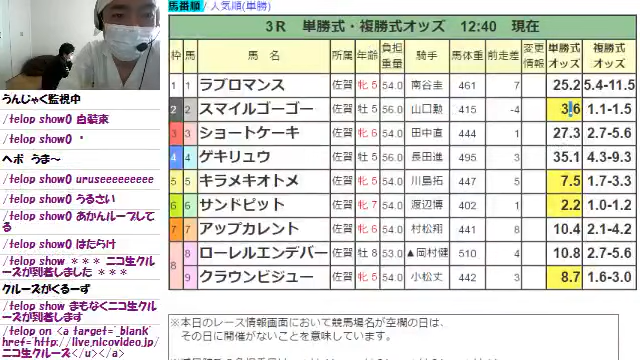 馬番順 / 人気順(単勝)
3R 単勝式・複勝式オッズ 12:40 現在
枠 馬 馬 名 所属 年齢 負担重量 騎手 馬体重 前走差 変更情報 単勝式オッズ 複勝式オッズ
1 1 ラブロマンス 佐賀 牝5 54.0 南谷圭 461 7 25.2 5.4-11.5
2 2 スマイルゴーゴー 佐賀 牡5 56.0 山口勲 415 -4 3.6 1.1-1.5
3 3 ショートケーキ 佐賀 牝6 54.0 田中直 444 1 27.3 2.7-5.6
4 4 ゲキリュウ 佐賀 牡5 56.0 長田進 495 3 35.1 4.3-9.3
5 5 キラメキオトメ 佐賀 牝5 54.0 川島拓 447 5 7.5 1.7-3.3
6 6 サンドピット 佐賀 牝7 54.0 渡辺博 402 1 2.2 1.0-1.2
7 7 アップカレント 佐賀 牝6 54.0 村松翔 441 8 10.4 2.1-4.2
8 8 ローレルエンデバー 佐賀 牡8 53.0 ▲岡村健 510 4 10.8 2.7-5.6
9 クラウンビジュー 佐賀 牝5 54.0 小松丈 442 3 8.7 1.6-3.0
※本日のレース情報画面において競馬場名が空欄の日は、
その日に開催がないことを意味しています。
うんじゃく監視中
/telop show0 白装束
/telop show0 "
ヘポ うま～
/telop show0 uruseeeeeeeee
/telop show0 うるさい
/telop show0 あかんループしてる
/telop show0 はたらけ
/telop show ＊＊＊ ニコ生クルーズが到着しました ＊＊＊
クルーズがくるーず
/telop show まもなくニコ生クルーズが到着します
/telop on <a target="_blank" href="http://live.nicovideo.jp/
ニコ生クルーズ</u></a>